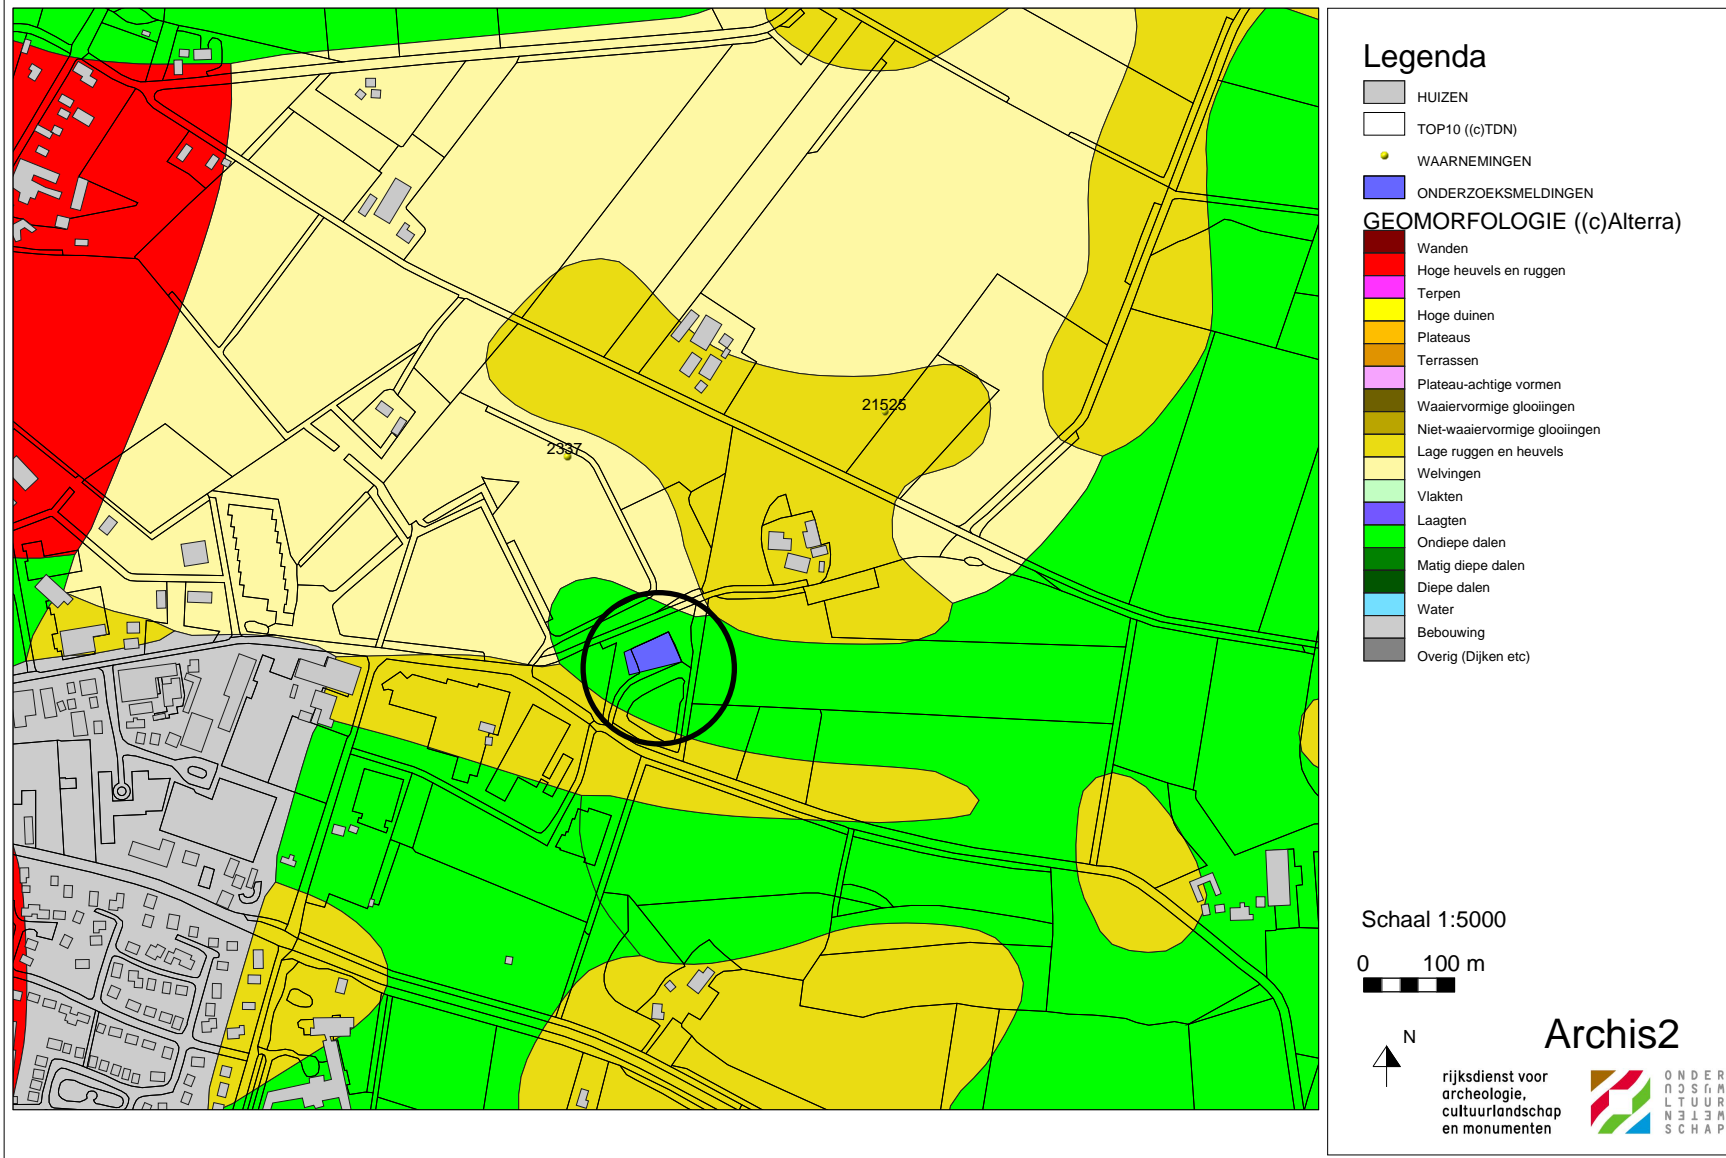 2337
21525
Legenda
HUIZEN
TOP10 ((c)TDN)
WAARNEMINGEN
ONDERZOEKSMELDINGEN
GEOMORFOLOGIE ((c)Alterra)
Wanden
Hoge heuvels en ruggen
Terpen
Hoge duinen
Plateaus
Terrassen
Plateau-achtige vormen
Waaiervormige glooiingen
Niet-waaiervormige glooiingen
Lage ruggen en heuvels
Welvingen
Vlakten
Laagten
Ondiepe dalen
Matig diepe dalen
Diepe dalen
Water
Bebouwing
Overig (Dijken etc)
Schaal 1:5000
0 100 m
N
Archis2
rijksdienst voor
archeologie,
cultuurlandschap
en monumenten
ONDER
LTUUR
SCHAP